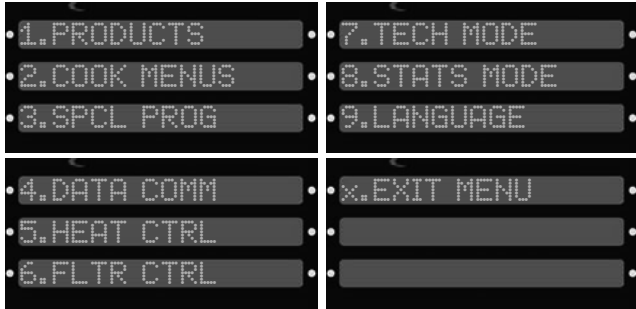 1.PRODUCTS
2.COOK MENUS
3.SPCL PROG
4.DATA COMM
5.HEAT CTRL
6.FLTR CTRL
7.TECH MODE
8.STATS MODE
9.LANGUAGE
x.EXIT MENU